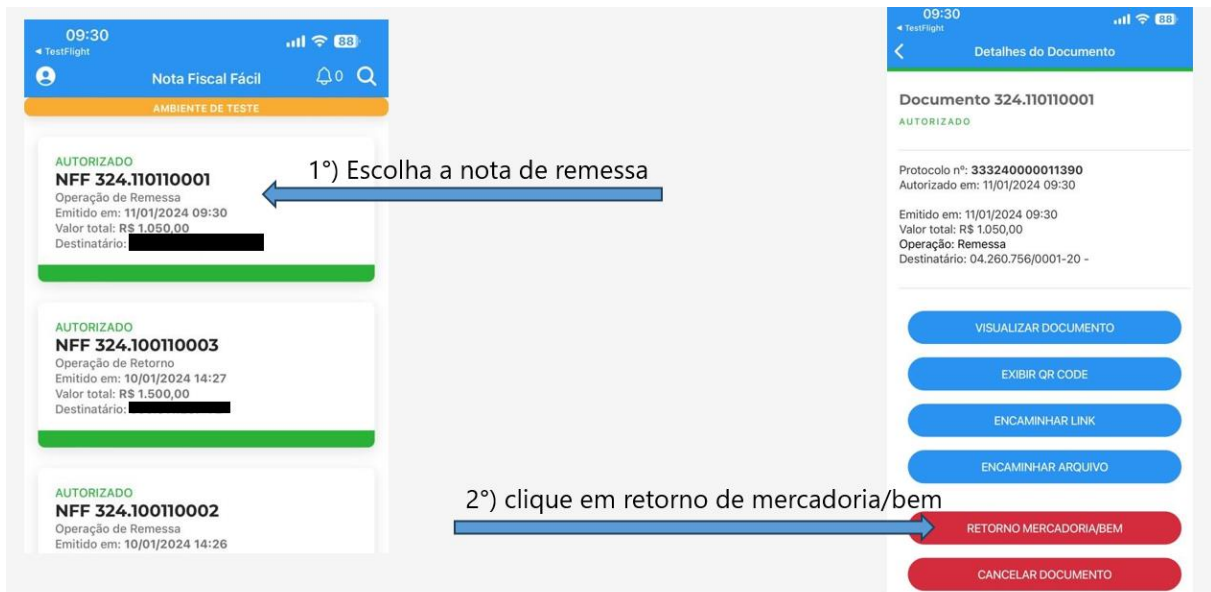 09:30
88
◄ TestFlight
Nota Fiscal Fácil
0
AMBIENTE DE TESTE
AUTORIZADO
NFF 324.110110001
Operação de Remessa
Emitido em: 11/01/2024 09:30
Valor total: R$ 1.050,00
Destinatário:
AUTORIZADO
NFF 324.100110003
Operação de Retorno
Emitido em: 10/01/2024 14:27
Valor total: R$ 1.500,00
Destinatário:
AUTORIZADO
NFF 324.100110002
Operação de Remessa
Emitido em: 10/01/2024 14:26
1°) Escolha a nota de remessa
2°) clique em retorno de mercadoria/bem
09:30
88
◄ TestFlight
Detalhes do Documento
Documento 324.110110001
AUTORIZADO
Protocolo nº: 333240000011390
Autorizado em: 11/01/2024 09:30
Emitido em: 11/01/2024 09:30
Valor total: R$ 1.050,00
Operação: Remessa
Destinatário: 04.260.756/0001-20 -
VISUALIZAR DOCUMENTO
EXIBIR QR CODE
ENCAMINHAR LINK
ENCAMINHAR ARQUIVO
RETORNO MERCADORIA/BEM
CANCELAR DOCUMENTO